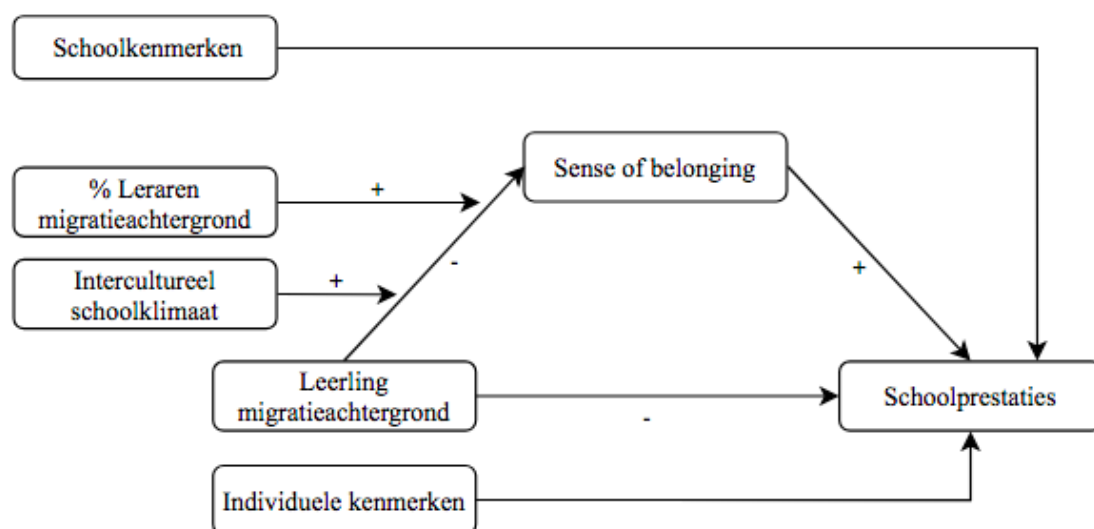 Schoolkenmerken
Sense of belonging
% Leraren
migratieachtergrond
+
-
+
Intercultureel
schoolklimaat
+
Leerling
migratieachtergrond
-
Schoolprestaties
Individuele kenmerken